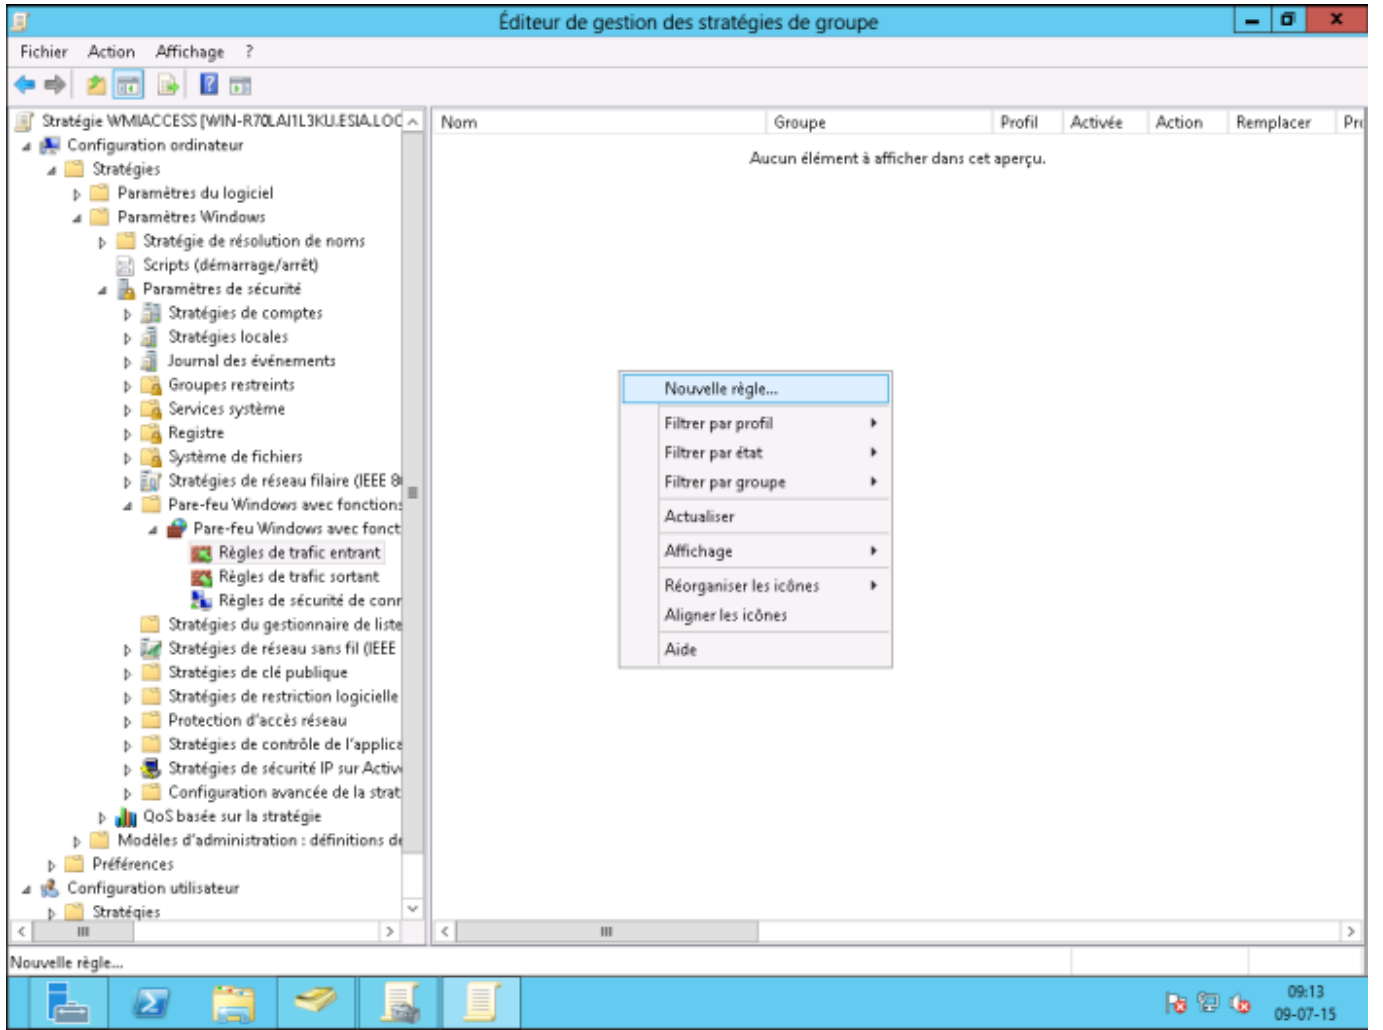 Éditeur de gestion des stratégies de groupe
Fichier Action Affichage ?
Stratégie WMIACCESS [WIN-R70LAI1L3KU.ESIA.LOC
Nom Groupe Profil Activée Action Remplacer Pro
Aucun élément à afficher dans cet aperçu.
Configuration ordinateur
Stratégies
Paramètres du logiciel
Paramètres Windows
Stratégie de résolution de noms
Scripts (démarrage/arrêt)
Paramètres de sécurité
Stratégies de comptes
Stratégies locales
Journal des événements
Groupes restreints
Services système
Registre
Système de fichiers
Stratégies de réseau filaire (IEEE 8
Pare-feu Windows avec fonctions
Pare-feu Windows avec fonct
Règles de trafic entrant
Règles de trafic sortant
Règles de sécurité de conr
Stratégies du gestionnaire de liste
Stratégies de réseau sans fil (IEEE
Stratégies de clé publique
Stratégies de restriction logicielle
Protection d'accès réseau
Stratégies de contrôle de l'applica
Stratégies de sécurité IP sur Active
Configuration avancée de la strat
QoS basée sur la stratégie
Modèles d'administration : définitions de
Préférences
Configuration utilisateur
Stratégies
Nouvelle règle...
Filtrer par profil
Filtrer par état
Filtrer par groupe
Actualiser
Affichage
Réorganiser les icônes
Aligner les icônes
Aide
Nouvelle règle...
09:13
09-07-15